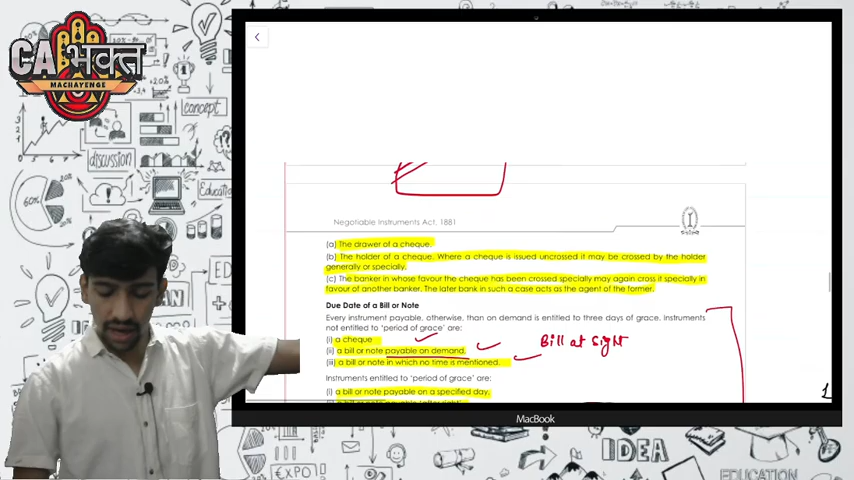 CA भक्त
MACHAYENGE
concept
discussion
60%
20%
Education
Negotiable Instruments Act, 1881
(a) The drawer of a cheque.
(b) The holder of a cheque. Where a cheque is issued uncrossed it may be crossed by the holder
generally or specially.
(c) The banker in whose favour the cheque has been crossed specially may again cross it specially in
favour of another banker. The later bank in such a case acts as the agent of the former.
Due Date of a Bill or Note
Every instrument payable, otherwise, than on demand is entitled to three days of grace. Instruments
not entitled to 'period of grace' are:
(i) a cheque
(ii) a bill or note payable on demand.
(iii) a bill or note in which no time is mentioned.
Bill at Sight
Instruments entitled to 'period of grace' are:
(i) a bill or note payable on a specified day.
MacBook
EXPO
IDEA
EDUCATION